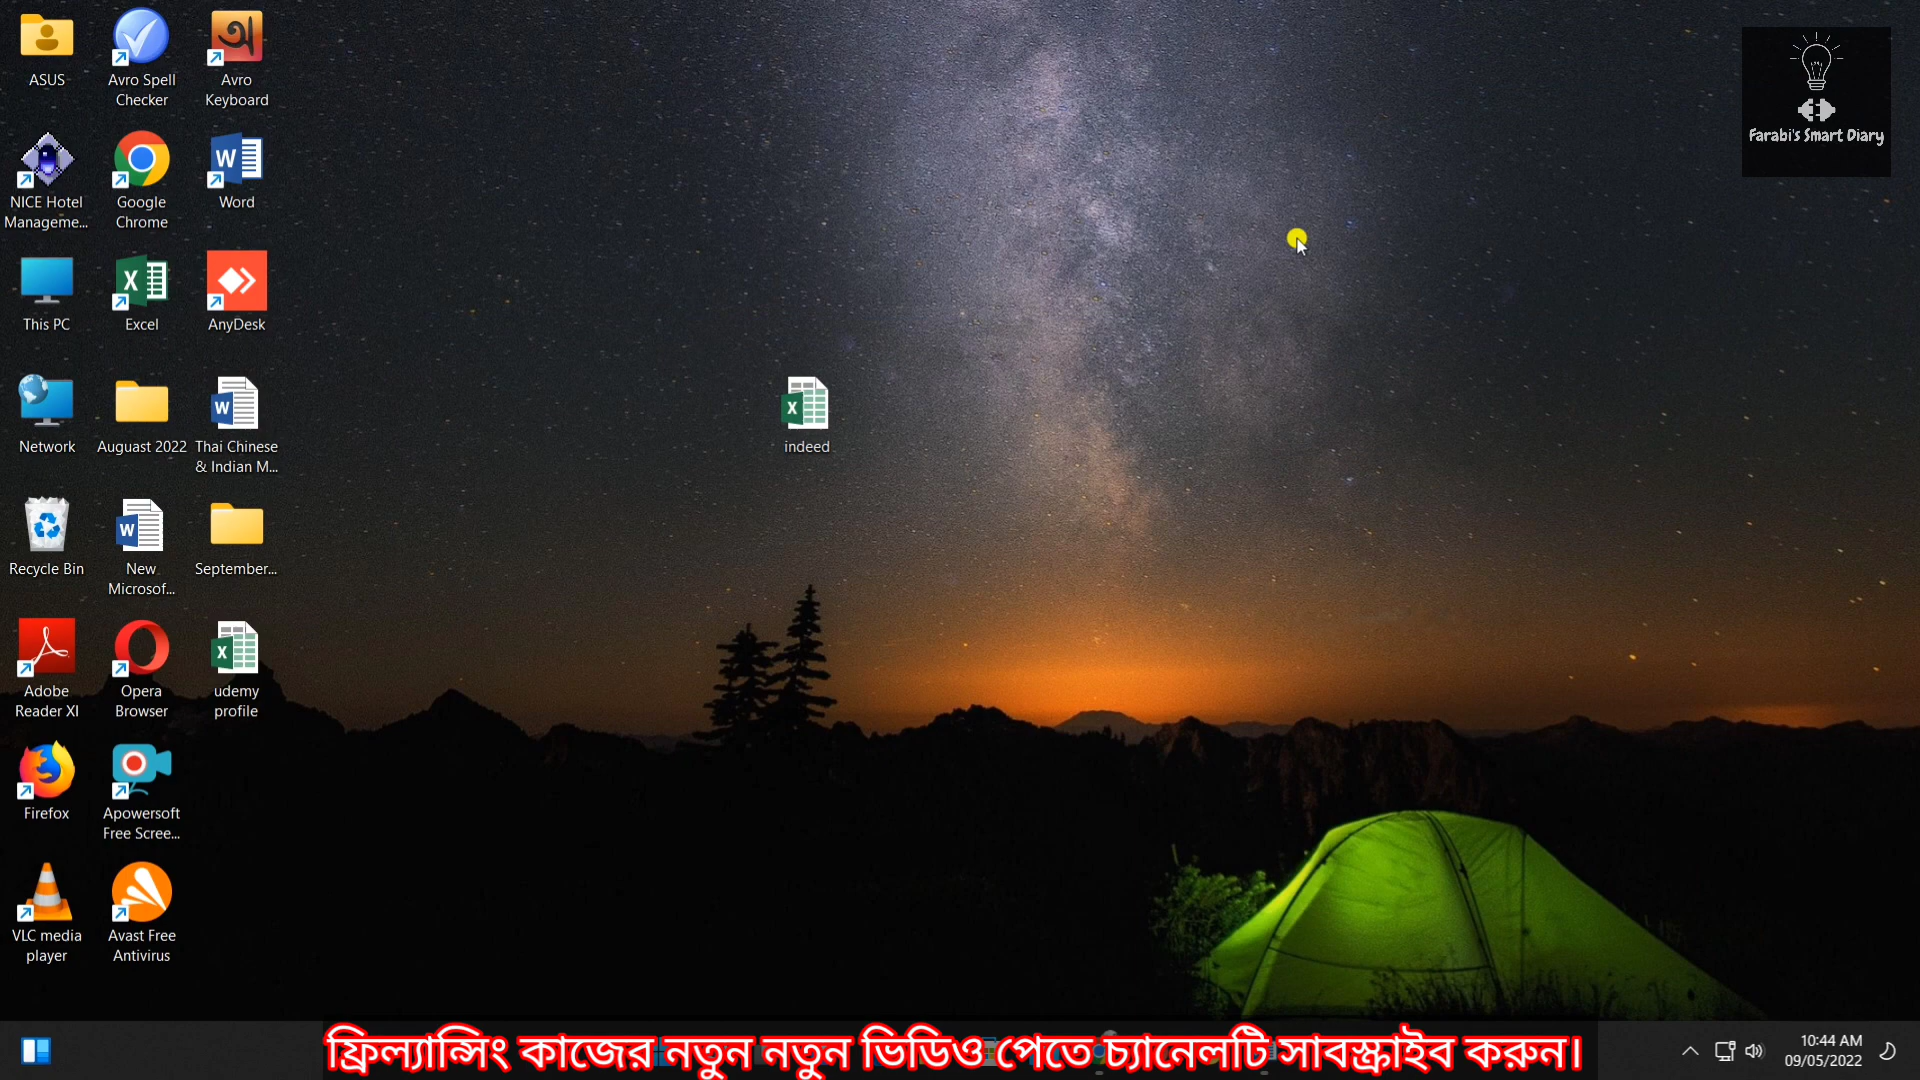 ASUS
Avro Spell
Checker
Avro
Keyboard
Farabi's Smart Diary
NICE Hotel
Manageme...
Google
Chrome
Word
This PC
Excel
AnyDesk
Network
Auguast 2022
Thai Chinese
& Indian M...
indeed
Recycle Bin
New
Microsof...
September...
Adobe
Reader XI
Opera
Browser
udemy
profile
Firefox
Apowersoft
Free Scree...
VLC media
player
Avast Free
Antivirus
ফ্রিল্যান্সিং কাজের নতুন নতুন ভিডিও পেতে চ্যানেলটি সাবস্ক্রাইব করুন।
10:44 AM
09/05/2022